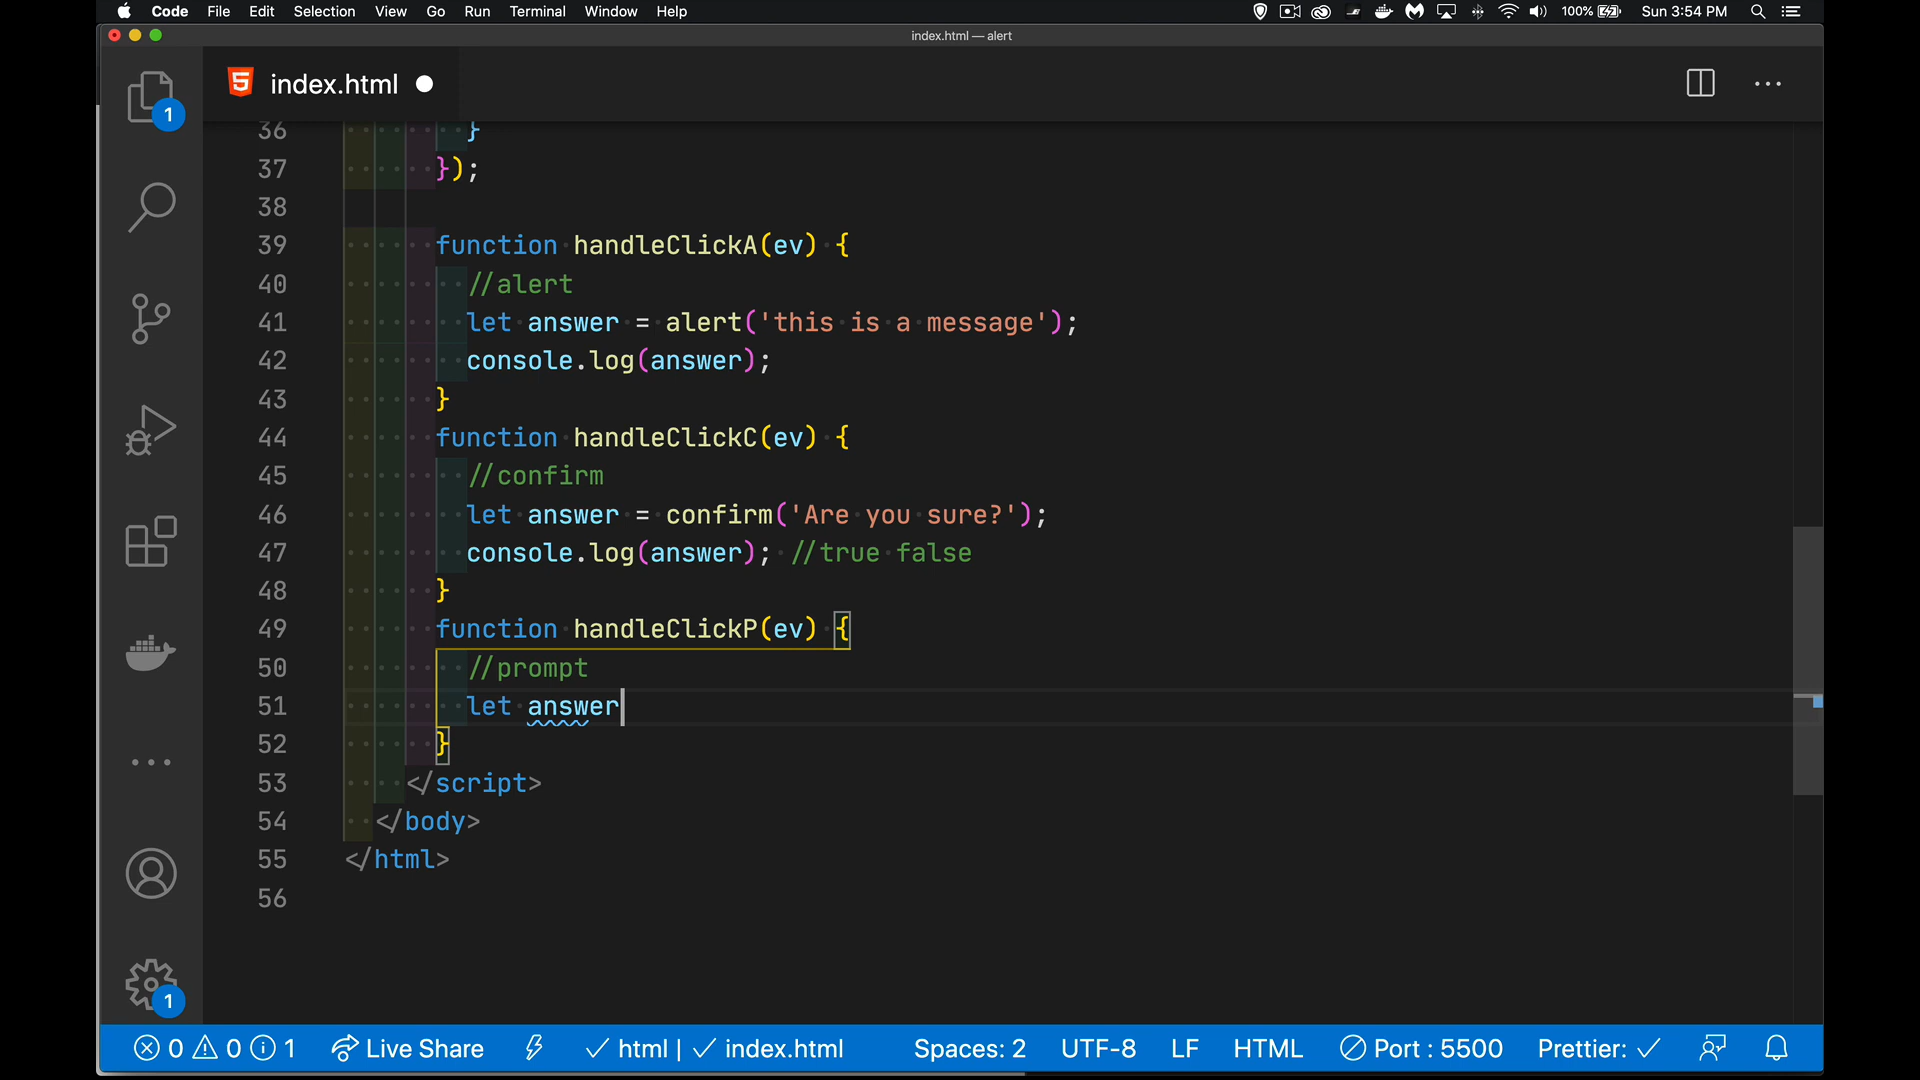 Code File Edit Selection View Go Run Terminal Window Help 100% Sun 3:54 PM
index.html — alert
index.html
1
36 }
37 });
38
39 function handleClickA(ev) {
40 //alert
41 let answer = alert('this is a message');
42 console.log(answer);
43 }
44 function handleClickC(ev) {
45 //confirm
46 let answer = confirm('Are you sure?');
47 console.log(answer); //true false
48 }
49 function handleClickP(ev) {
50 //prompt
51 let answer
52 }
53 </script>
54 </body>
55 </html>
56
1
0 0 1 Live Share html | index.html Spaces: 2 UTF-8 LF HTML Port : 5500 Prettier: